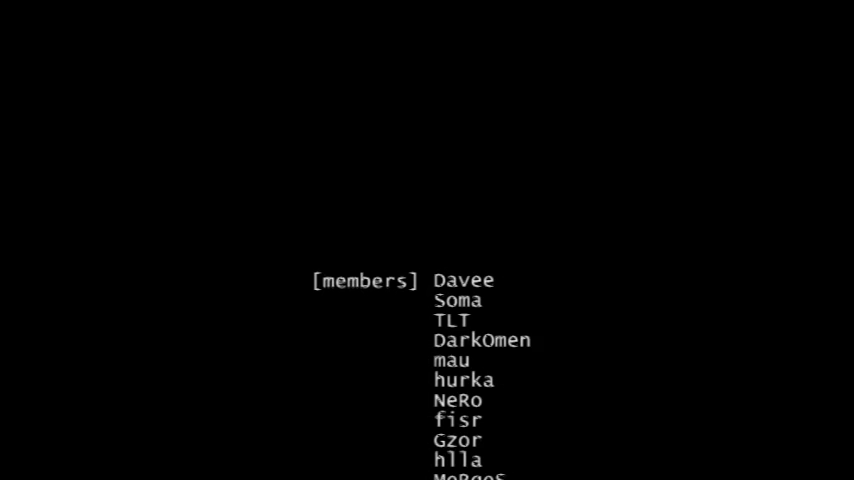 [members] Davee
Soma
TLT
DarkOmen
mau
hurka
NeRo
fisr
Gzor
hlla